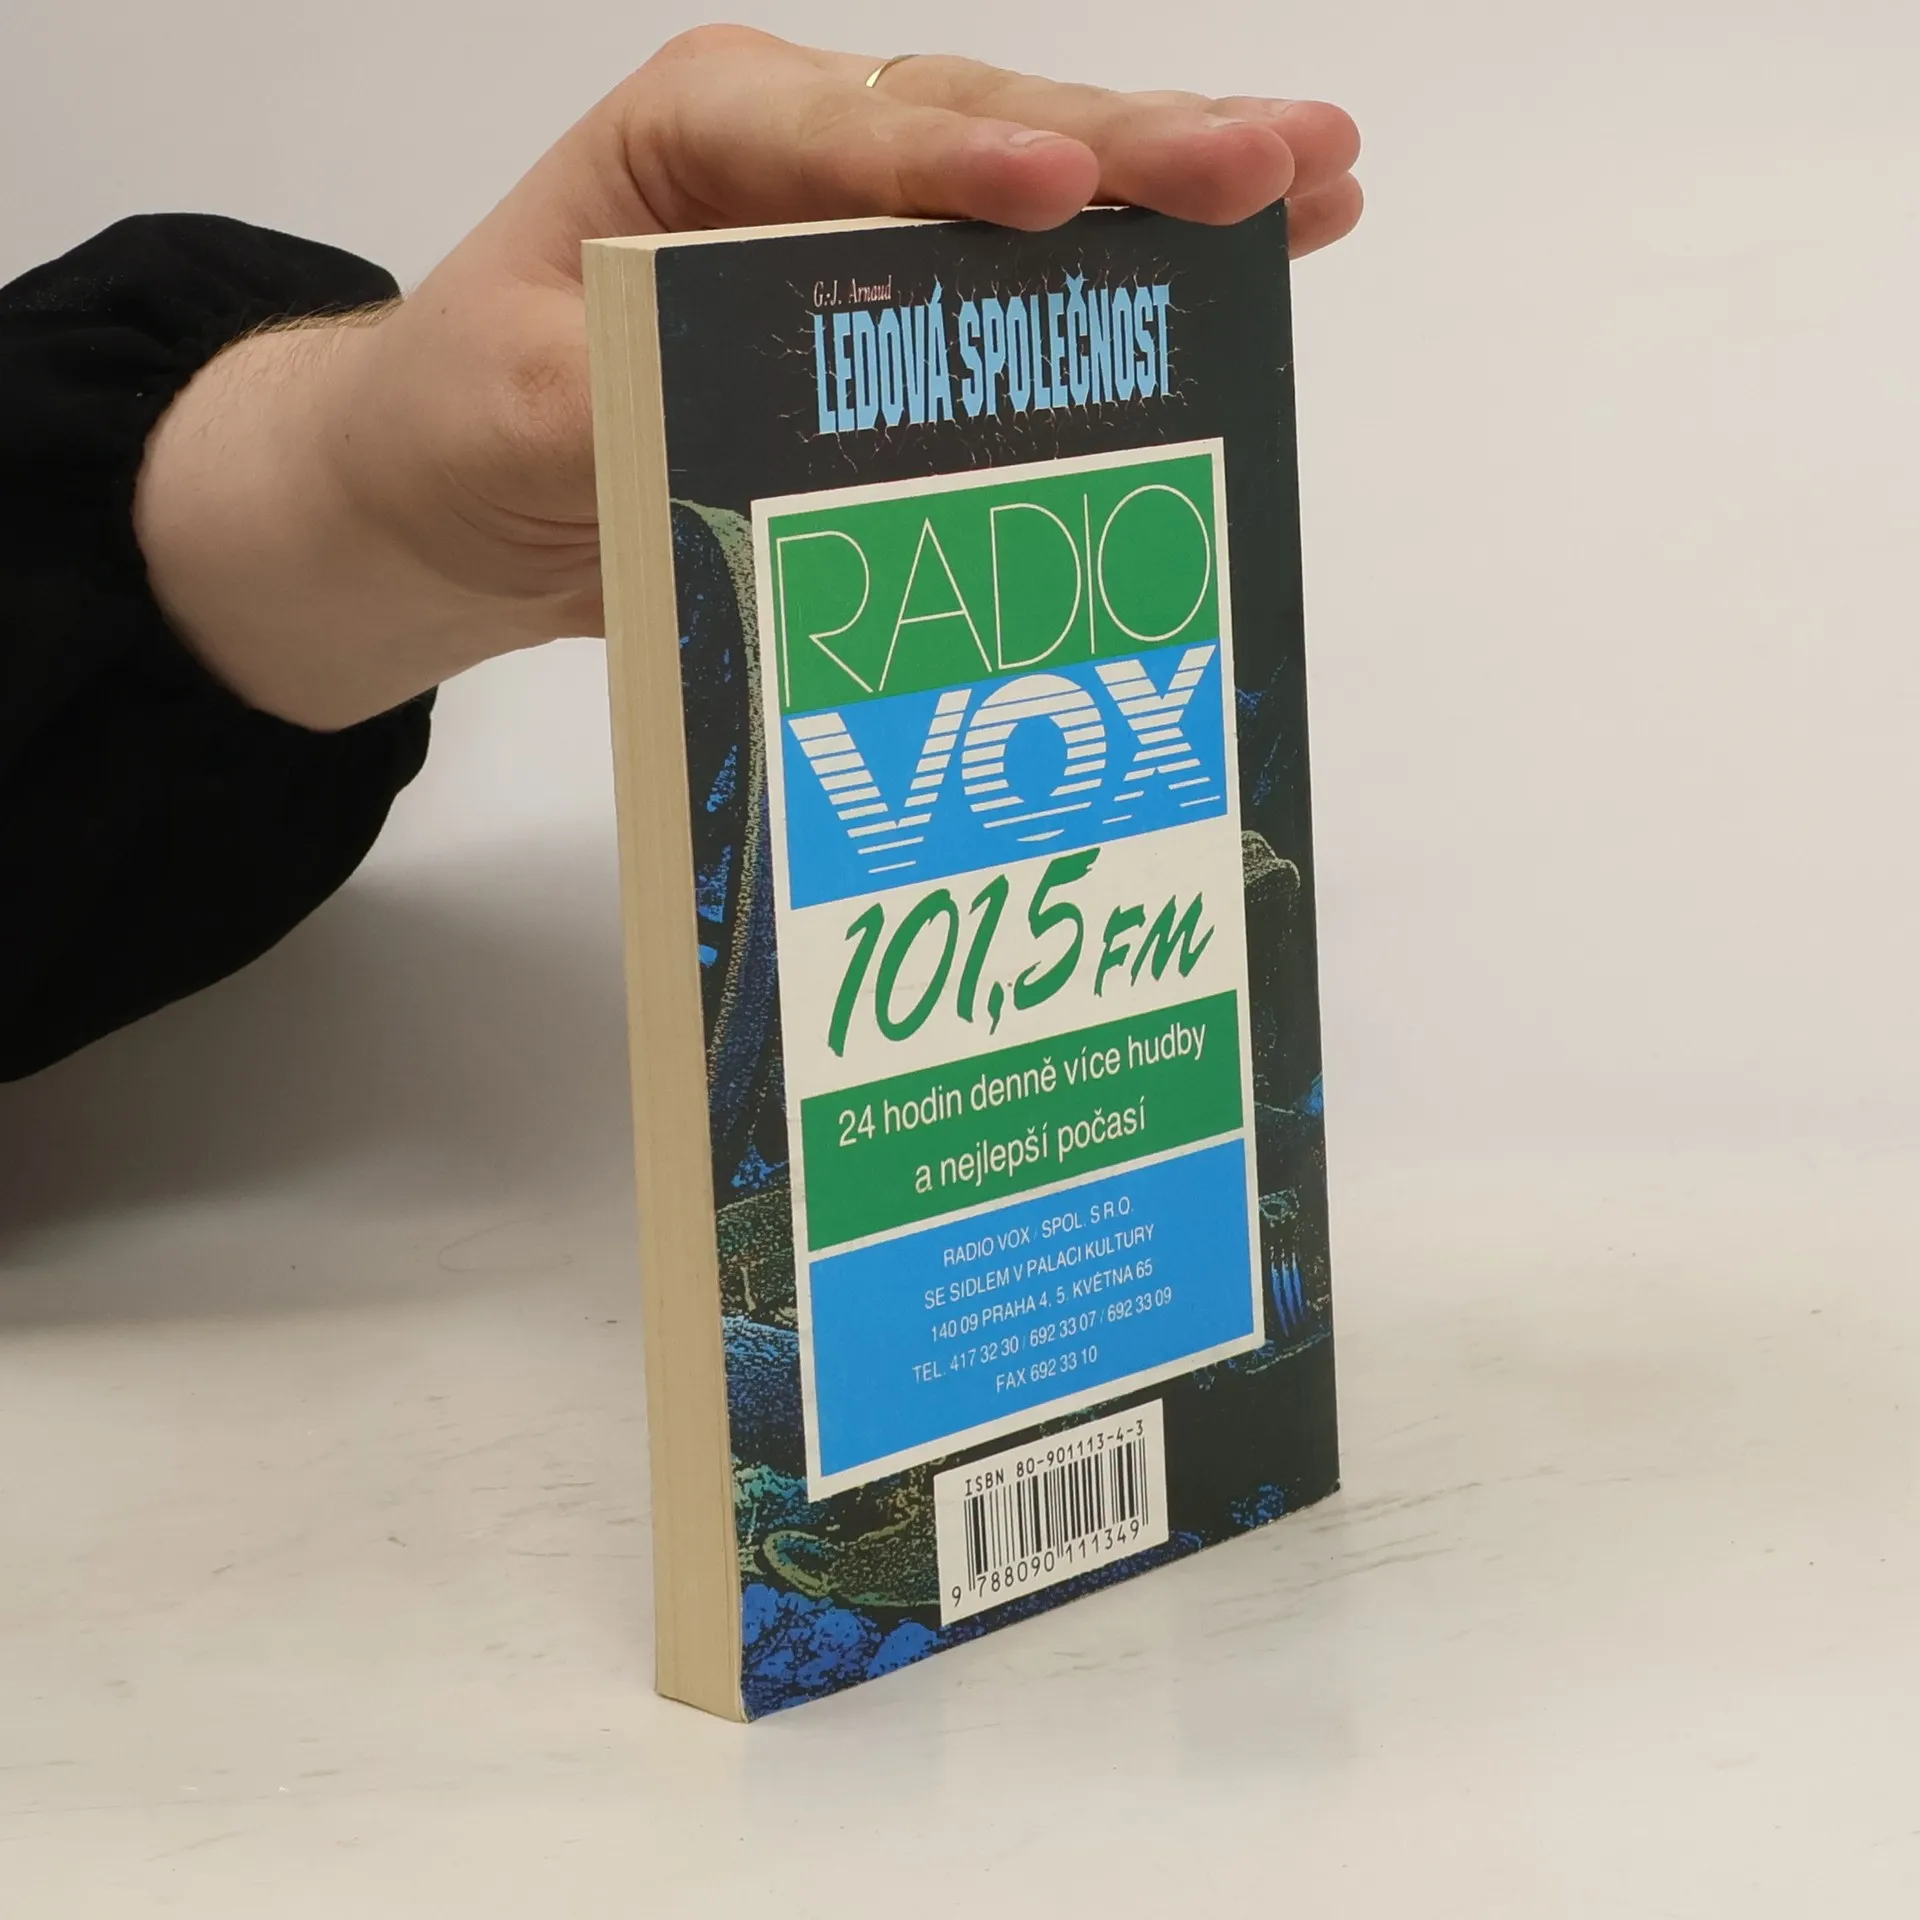 G.-J. Arnaud
LEDOVÁ SPOLEČNOST
RADIO
VOX
101,5 FM
24 hodin denně více hudby
a nejlepší počasí
RADIO VOX / SPOL. S R.O.
SE SIDLEM V PALACI KULTURY
140 09 PRAHA 4, 5. KVĚTNA 65
TEL. 417 32 30 / 692 33 07 / 692 33 09
FAX 692 33 10
ISBN 80-901113-4-3
9 788090 111349